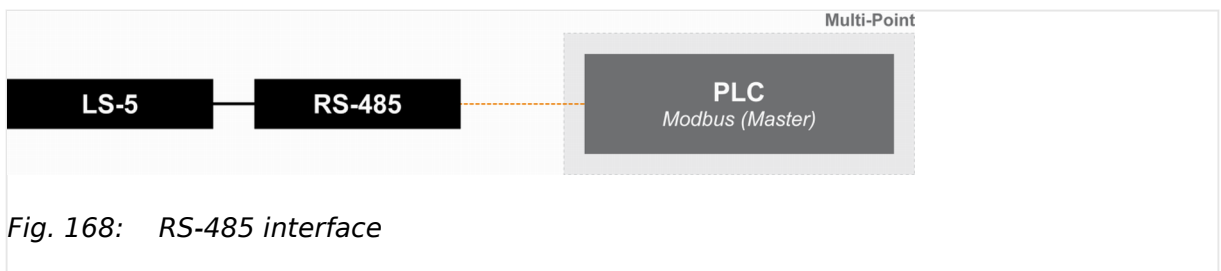 Multi-Point
LS-5
RS-485
PLC
Modbus (Master)
Fig. 168: RS-485 interface